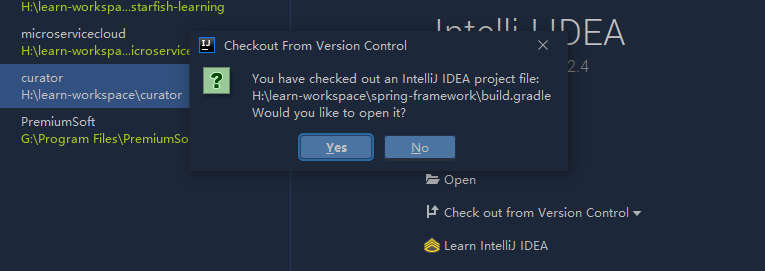 H:\learn-workspa...starfish-learning
microservicecloud
H:\learn-workspa...icroservice
curator
H:\learn-workspace\curator
PremiumSoft
G:\Program Files\PremiumSo
IntelliJ IDEA
2.4
IJ
Checkout From Version Control
?
You have checked out an IntelliJ IDEA project file:
H:\learn-workspace\spring-framework\build.gradle
Would you like to open it?
Yes
No
Open
Check out from Version Control
Learn IntelliJ IDEA